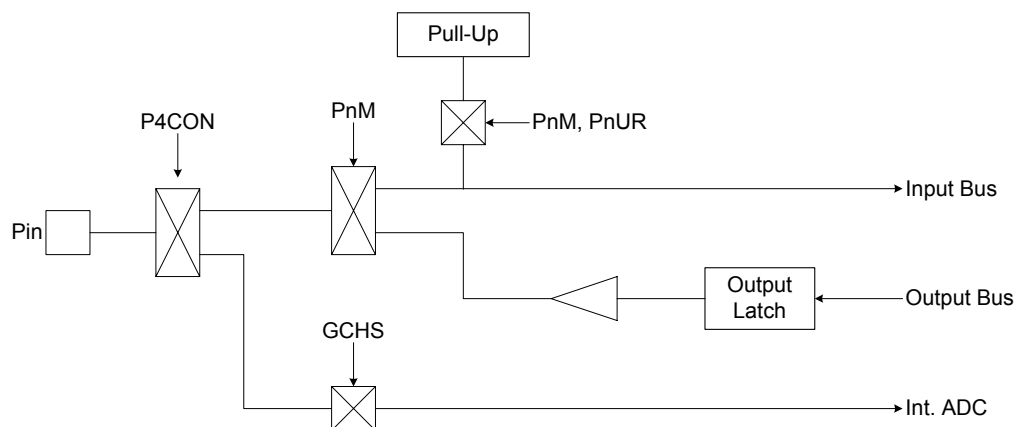 Pull-Up
PnM
PnM, PnUR
P4CON
Input Bus
Pin
Output
Latch
Output Bus
GCHS
Int. ADC